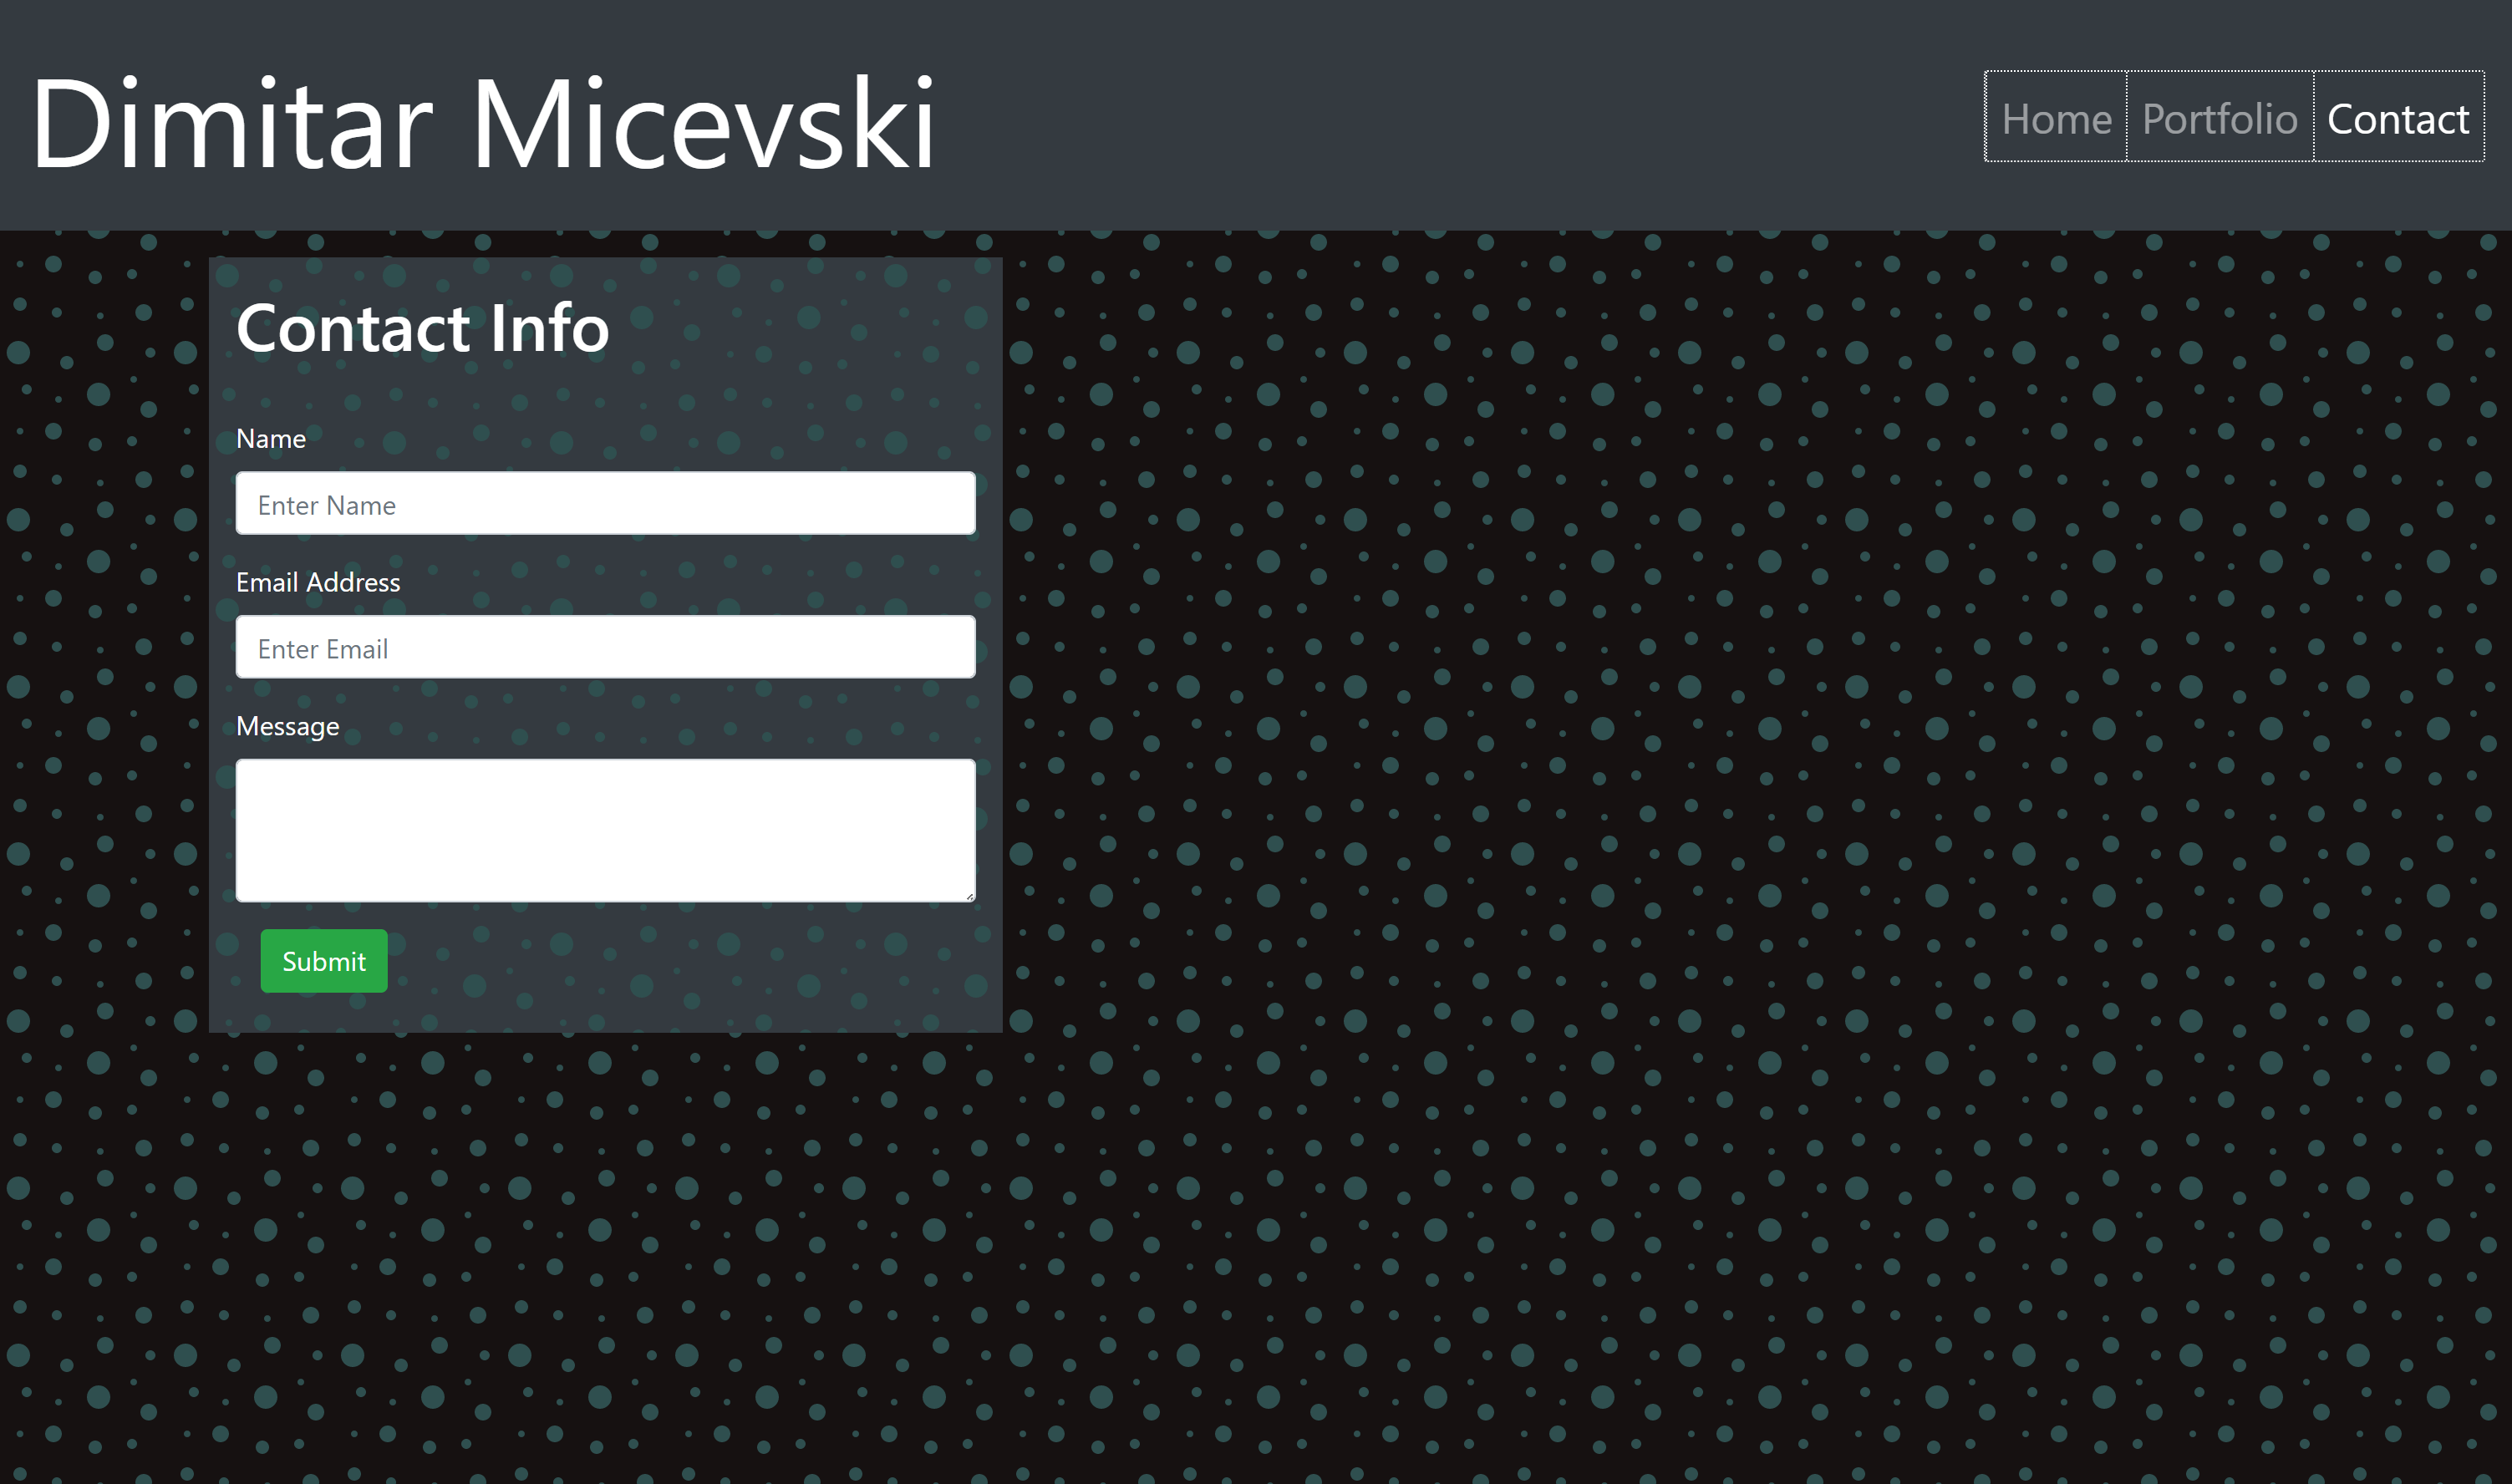 Dimitar Micevski
Home Portfolio Contact
Contact Info
Name
Enter Name
Email Address
Enter Email
Message
Submit